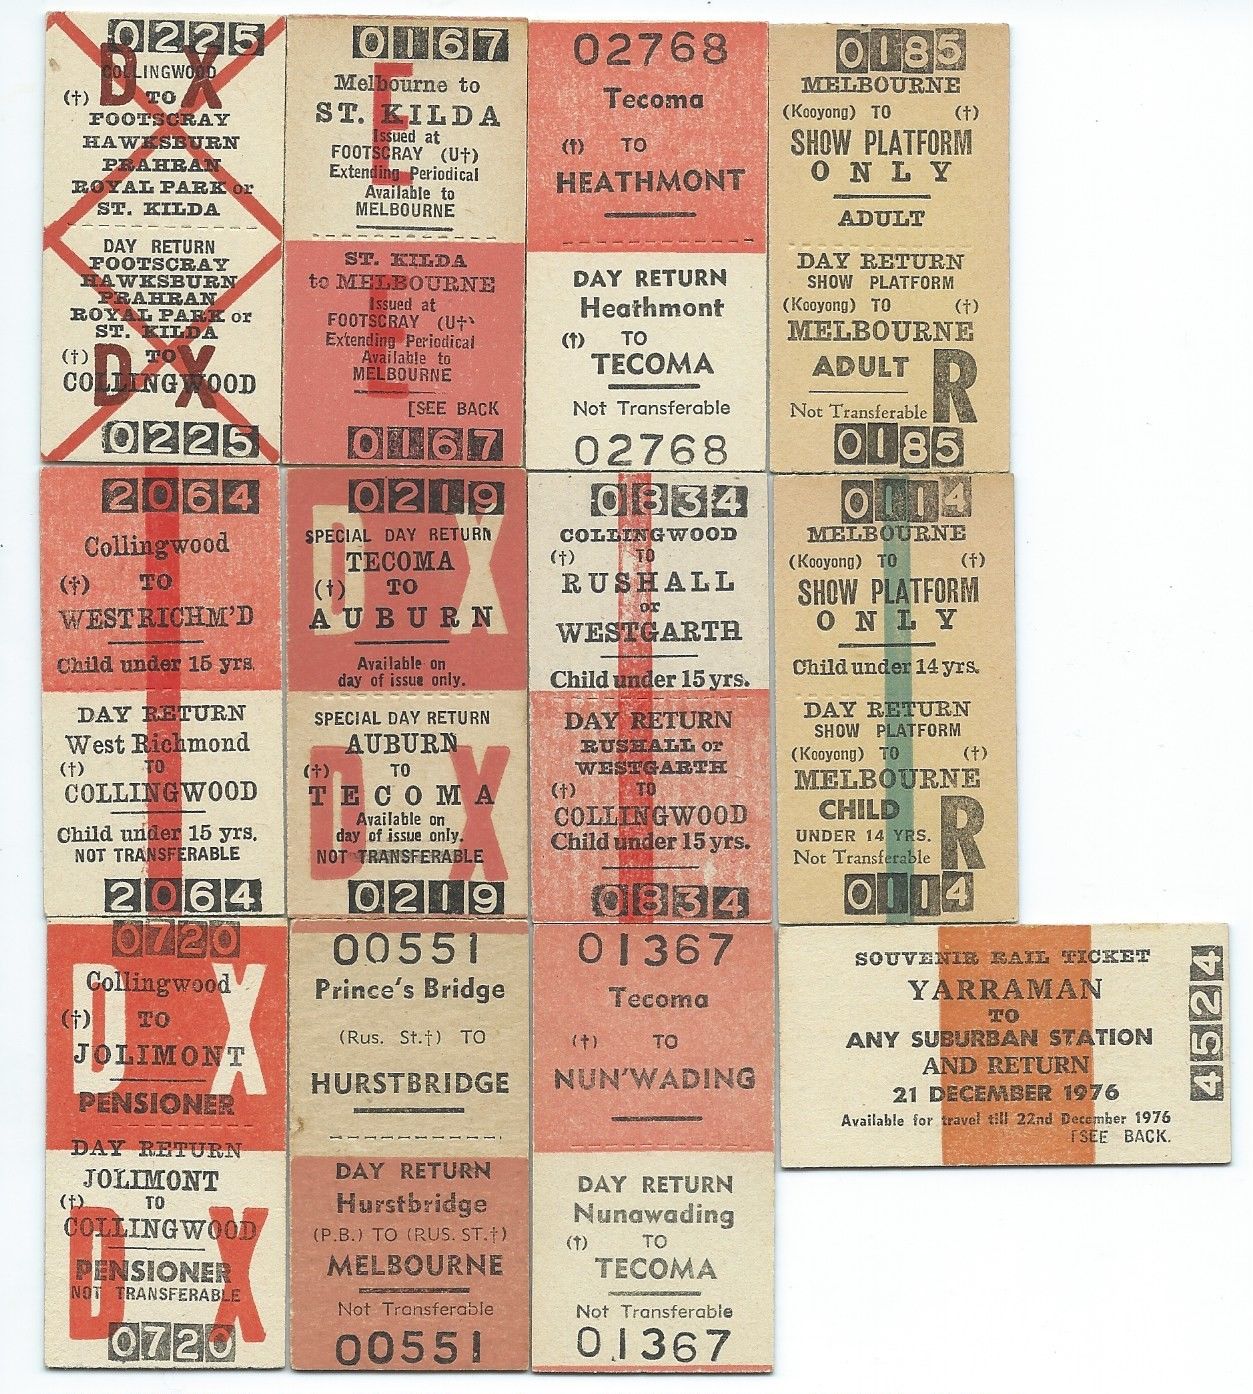 0225
DX
COLLINGWOOD
(†) TO
FOOTSCRAY
HAWKSBURN
PRAHRAN
ROYAL PARK or
ST. KILDA
DAY RETURN
FOOTSCRAY
HAWKSBURN
PRAHRAN
ROYAL PARK or
ST. KILDA
(†) TO
DX
COLLINGWOOD
0225
0167
Melbourne to
ST. KILDA
E
Issued at
FOOTSCRAY (U†)
Extending Periodical
Available to
MELBOURNE
ST. KILDA
to MELBOURNE
Issued at
FOOTSCRAY (U†)
E
Extending Periodical
Available to
MELBOURNE
[SEE BACK
0167
02768
Tecoma
(†) TO
HEATHMONT
DAY RETURN
Heathmont
(†) TO
TECOMA
Not Transferable
02768
0185
MELBOURNE
(Kooyong) TO (†)
SHOW PLATFORM
ONLY
ADULT
DAY RETURN
SHOW PLATFORM
(Kooyong) TO (†)
MELBOURNE
ADULT
R
Not Transferable
0185
2064
Collingwood
(†) TO
WEST RICHM'D
Child under 15 yrs.
DAY RETURN
West Richmond
(†) TO
COLLINGWOOD
Child under 15 yrs.
NOT TRANSFERABLE
2064
0219
SPECIAL DAY RETURN
DX
TECOMA
(†) TO
AUBURN
Available on
day of issue only.
SPECIAL DAY RETURN
AUBURN
(†) TO
DX
TECOMA
Available on
day of issue only.
NOT TRANSFERABLE
0219
0834
COLLINGWOOD
(†) TO
RUSHALL
or
WESTGARTH
Child under 15 yrs.
DAY RETURN
RUSHALL or
WESTGARTH
(†) TO
COLLINGWOOD
Child under 15 yrs.
0834
0114
MELBOURNE
(Kooyong) TO (†)
SHOW PLATFORM
ONLY
Child under 14 yrs.
DAY RETURN
SHOW PLATFORM
(Kooyong) TO (†)
MELBOURNE
CHILD
R
UNDER 14 YRS.
Not Transferable
0114
0720
Collingwood
DX
(†) TO
JOLIMONT
PENSIONER
DAY RETURN
JOLIMONT
(†) TO
COLLINGWOOD
DX
PENSIONER
NOT TRANSFERABLE
0720
00551
Prince's Bridge
(Rus. St.†) TO
HURSTBRIDGE
DAY RETURN
Hurstbridge
(P.B.) TO (RUS. ST.†)
MELBOURNE
Not Transferable
00551
01367
Tecoma
(†) TO
NUN'WADING
DAY RETURN
Nunawading
(†) TO
TECOMA
Not Transferable
01367
SOUVENIR RAIL TICKET
YARRAMAN
TO
ANY SUBURBAN STATION
AND RETURN
21 DECEMBER 1976
Available for travel till 22nd December 1976
[SEE BACK.
4524